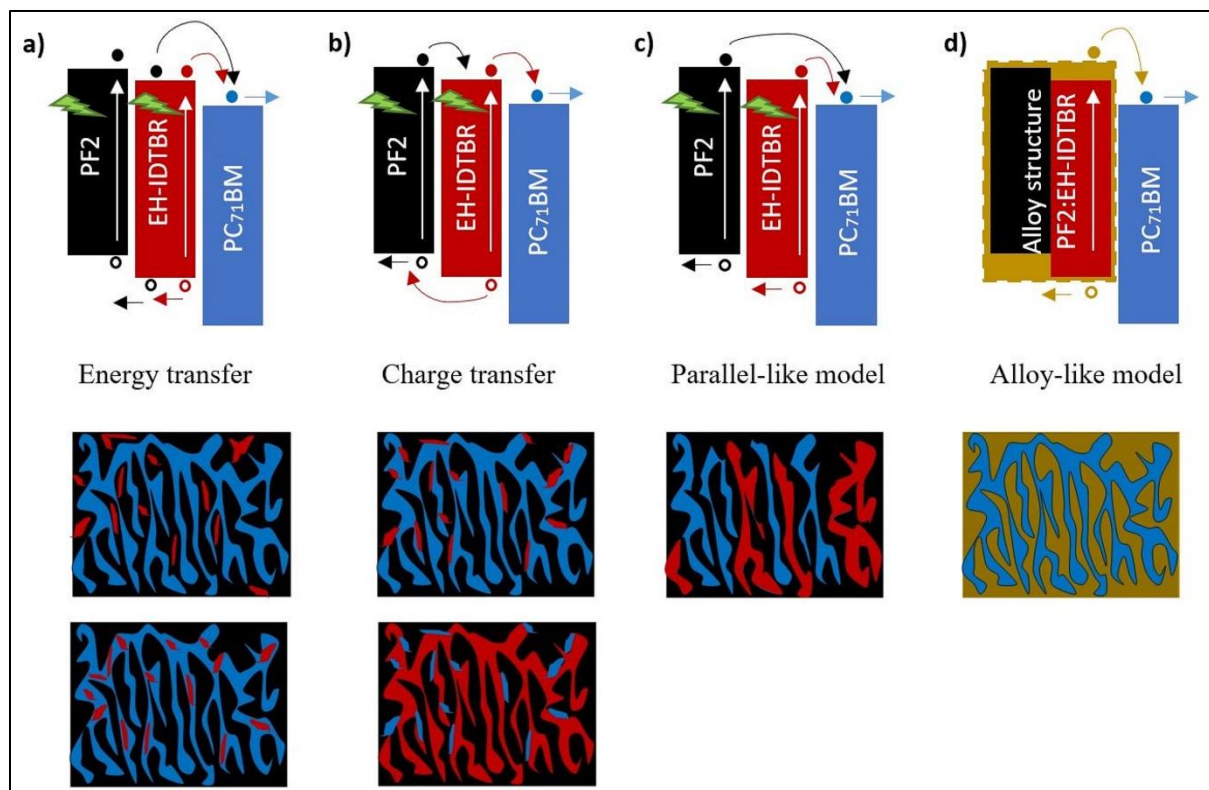 a)
PF2
EH-IDTBR
PC71BM
b)
PF2
EH-IDTBR
PC71BM
c)
PF2
EH-IDTBR
PC71BM
d)
Alloy structure
PF2:EH-IDTBR
PC71BM
Energy transfer
Charge transfer
Parallel-like model
Alloy-like model